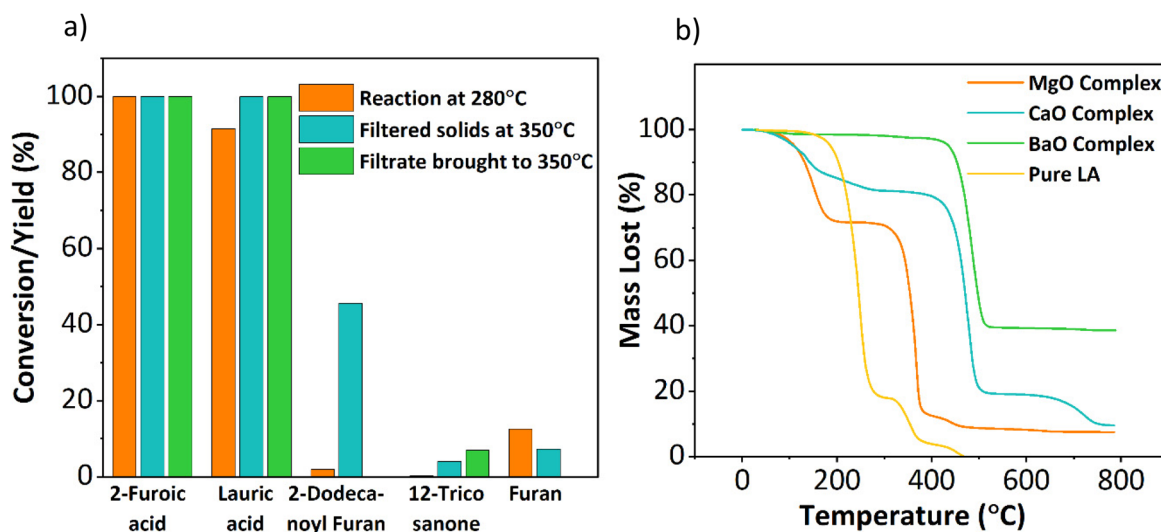 a)
Conversion/Yield (%)
100
80
60
40
20
0
Reaction at 280°C
Filtered solids at 350°C
Filtrate brought to 350°C
2-Furoic
acid
Lauric
acid
2-Dodeca-
noyl Furan
12-Trico
sanone
Furan
b)
Mass Lost (%)
100
80
60
40
20
0
MgO Complex
CaO Complex
BaO Complex
Pure LA
0 200 400 600 800
Temperature (°C)